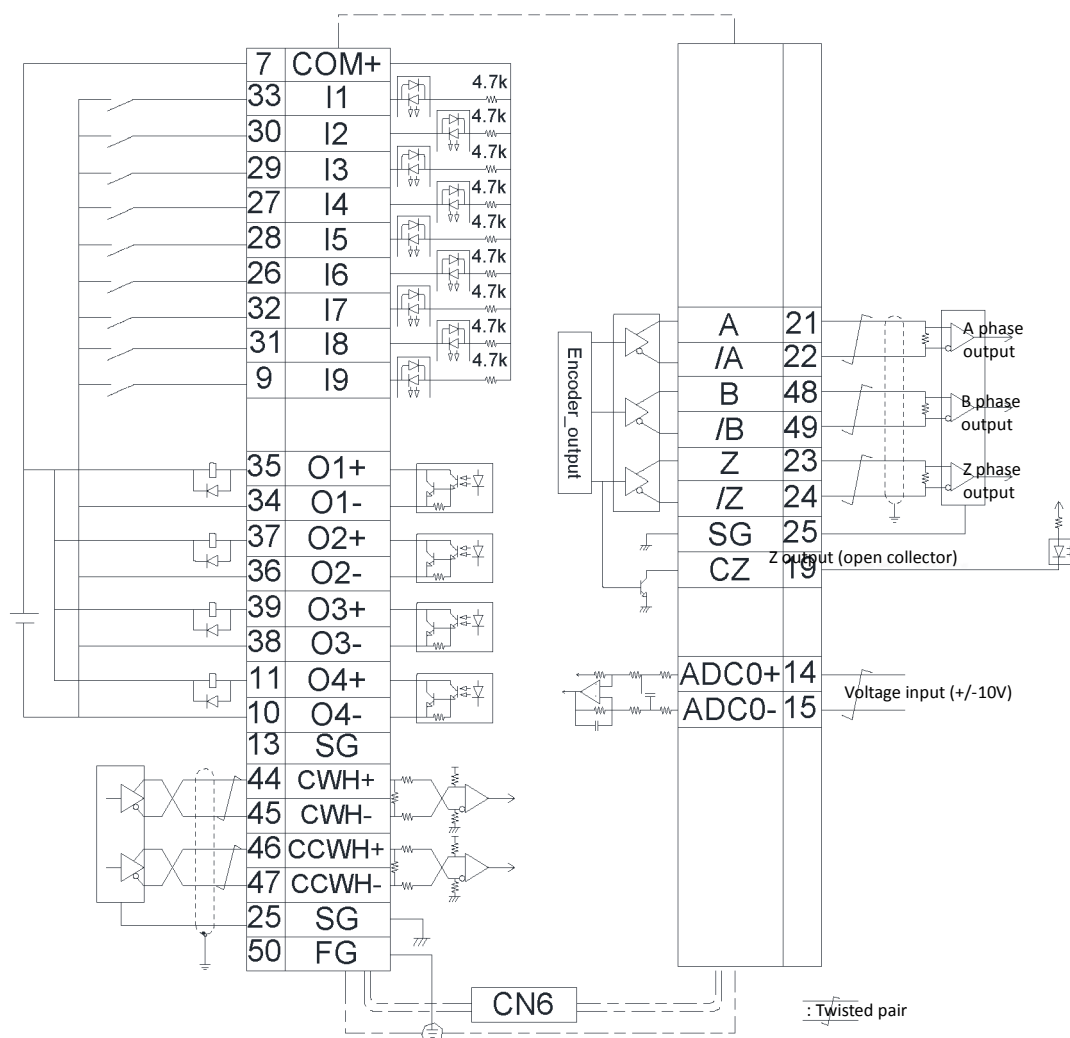 7 COM+
33 I1 4.7k
30 I2 4.7k
29 I3 4.7k
27 I4 4.7k
28 I5 4.7k
26 I6 4.7k
32 I7 4.7k
31 I8 4.7k
9 I9 4.7k
35 O1+
34 O1-
37 O2+
36 O2-
39 O3+
38 O3-
11 O4+
10 O4-
13 SG
44 CWH+
45 CWH-
46 CCWH+
47 CCWH-
25 SG
50 FG
CN6
Encoder_output
A 21
/A 22
A phase
output
B 48
/B 49
B phase
output
Z 23
/Z 24
Z phase
output
SG 25
CZ 19
Z output (open collector)
ADC0+ 14
ADC0- 15
Voltage input (+/-10V)
: Twisted pair